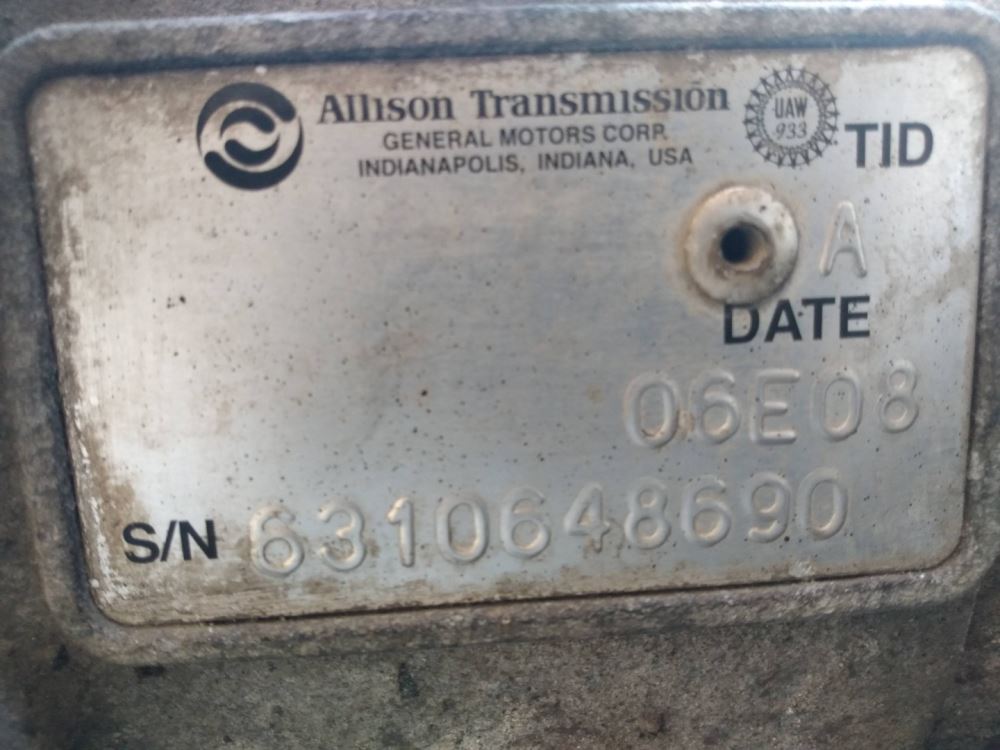 Allison Transmission
GENERAL MOTORS CORP.
INDIANAPOLIS, INDIANA, USA
UAW
933
TID
A
DATE
06E08
S/N 6310648690